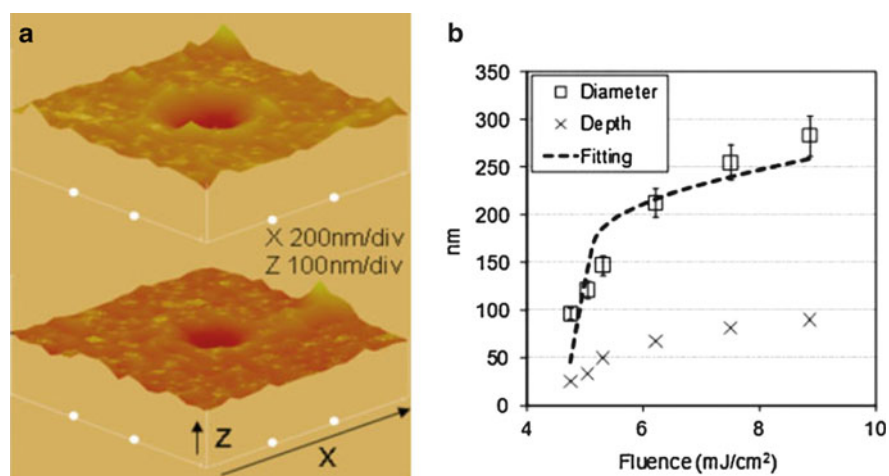 a
X 200nm/div
Z 100nm/div
Z
X
b
350
300
250
200
150
100
50
0
nm
Diameter
Depth
Fitting
4
6
8
10
Fluence (mJ/cm²)